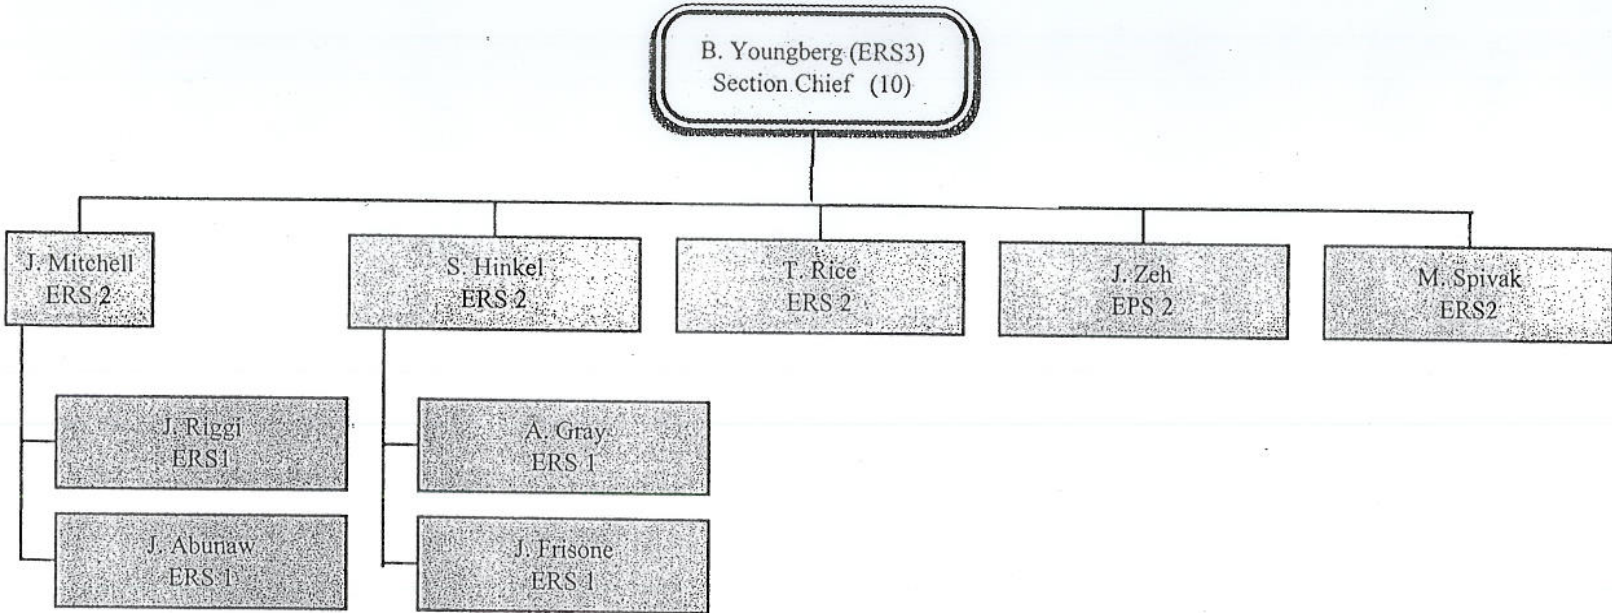 B. Youngberg (ERS3)
Section Chief (10)
J. Mitchell
ERS 2
S. Hinkel
ERS 2
T. Rice
ERS 2
J. Zeh
EPS 2
M. Spivak
ERS2
J. Riggi
ERS1
A. Gray
ERS 1
J. Abunaw
ERS 1
J. Frisone
ERS 1